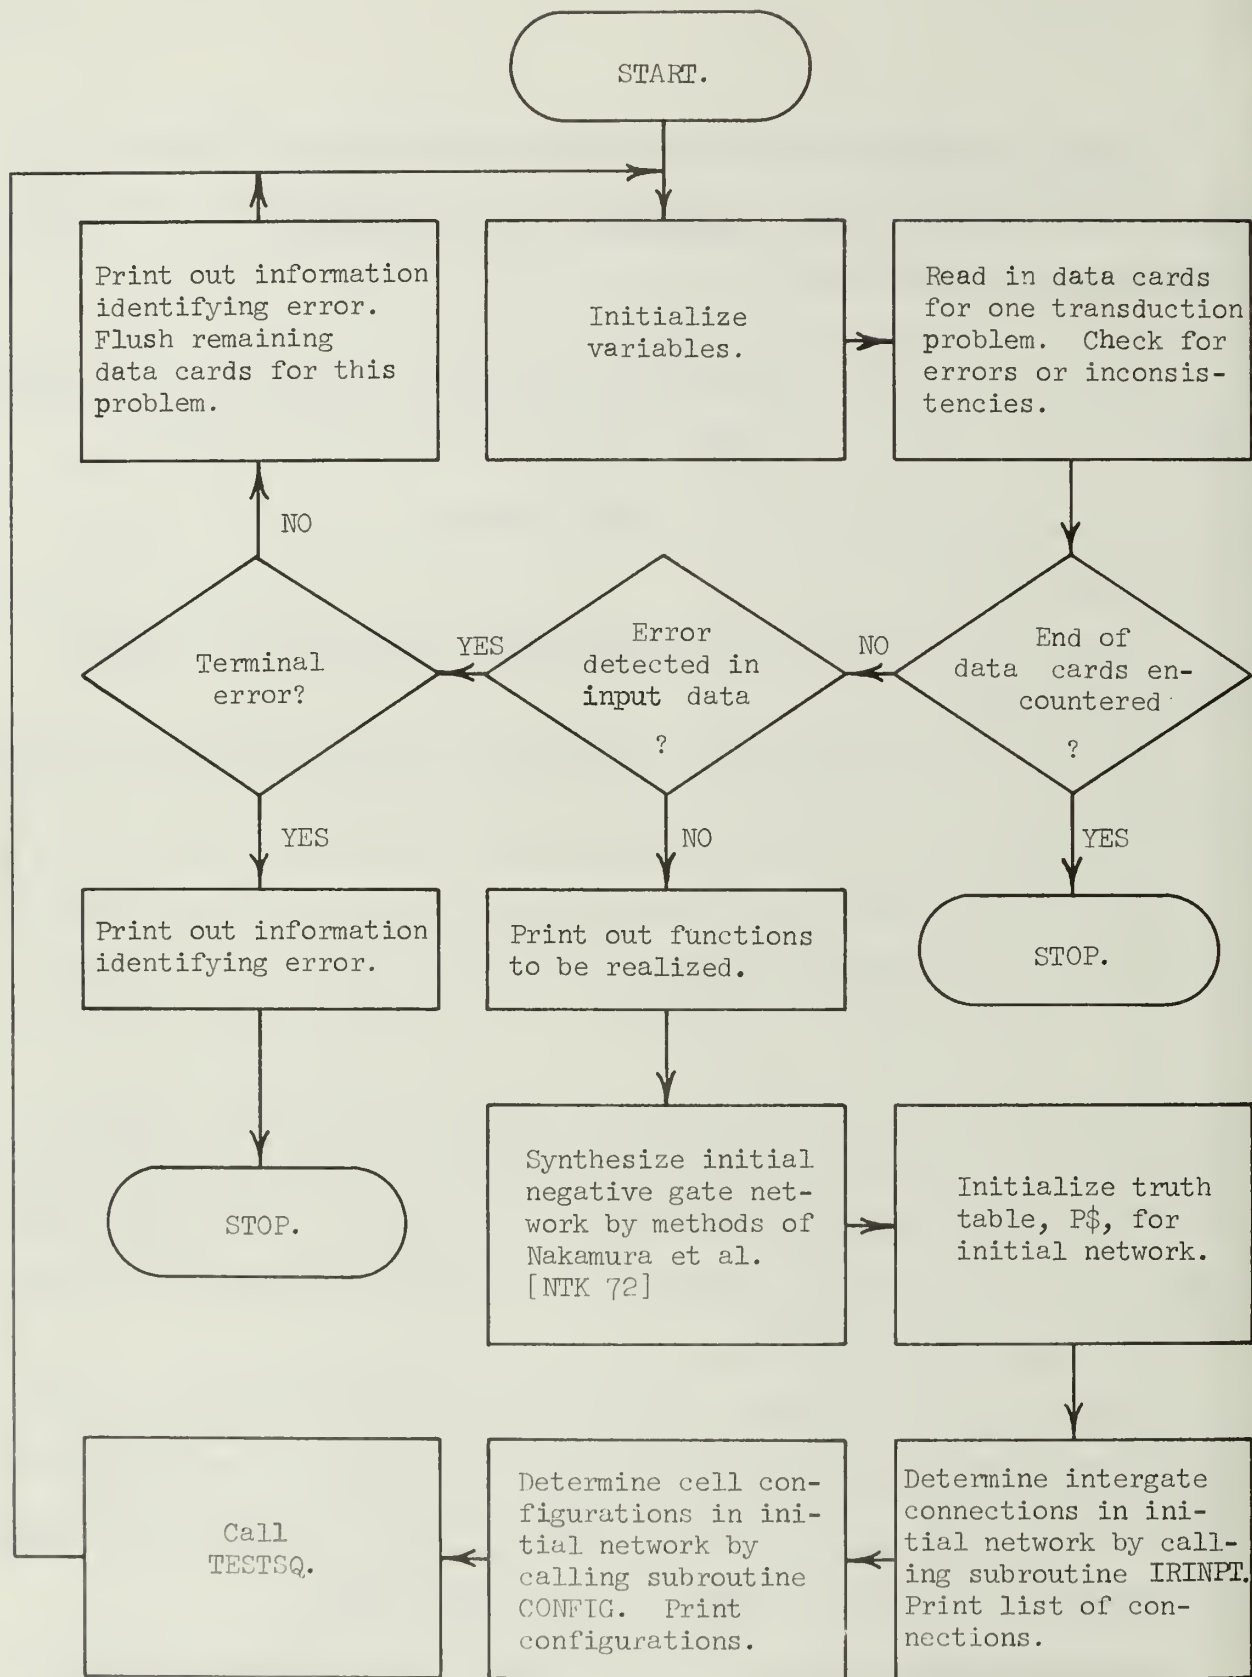 START.
Print out information
identifying error.
Flush remaining
data cards for this
problem.
Initialize
variables.
Read in data cards
for one transduction
problem. Check for
errors or inconsis-
tencies.
NO
Terminal
error?
YES
Error
detected in
input data
?
NO
End of
data cards en-
countered
?
YES
NO
YES
Print out information
identifying error.
Print out functions
to be realized.
STOP.
STOP.
Synthesize initial
negative gate net-
work by methods of
Nakamura et al.
[NTK 72]
Initialize truth
table, P$, for
initial network.
Call
TESTSQ.
Determine cell con-
figurations in ini-
tial network by
calling subroutine
CONFIG. Print
configurations.
Determine intergate
connections in ini-
tial network by call-
ing subroutine IRINPT.
Print list of con-
nections.